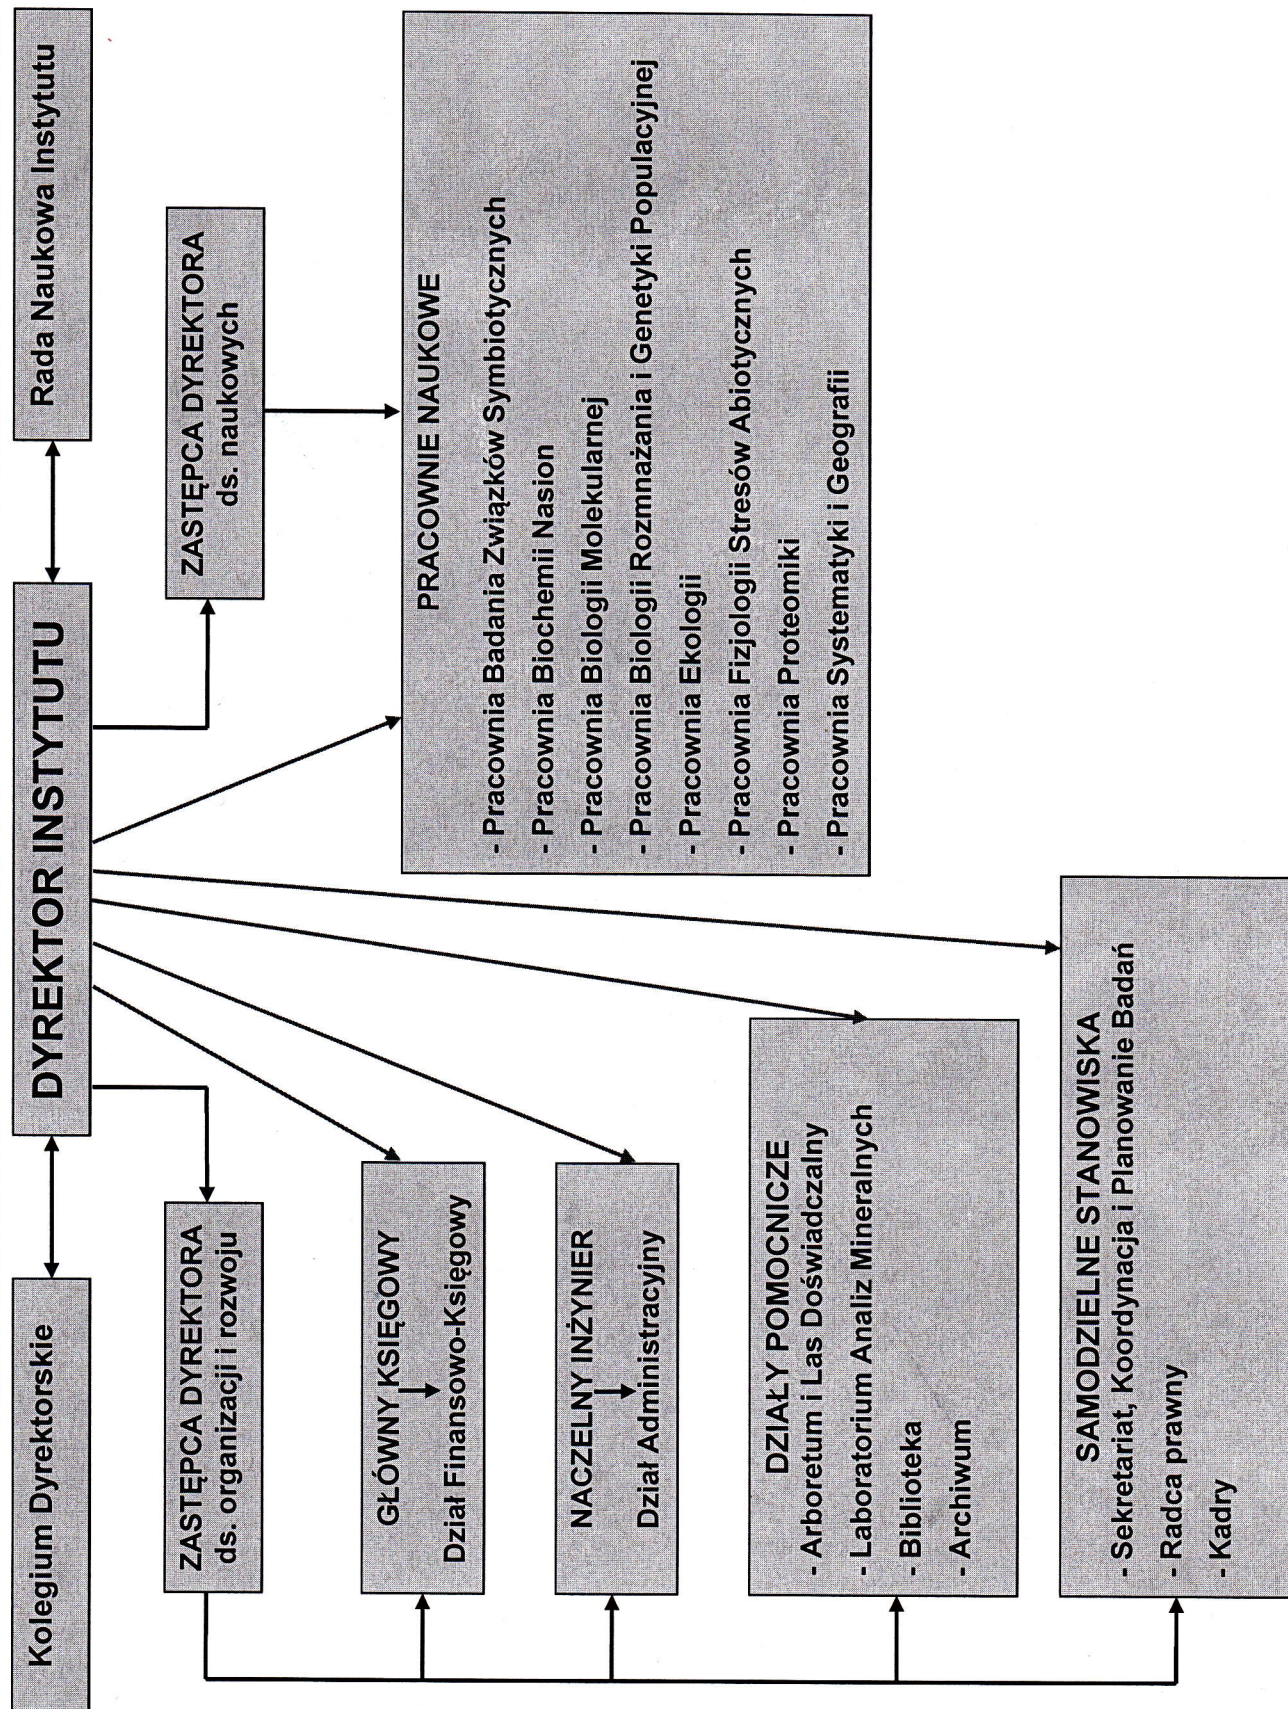 Kolegium Dyrektorskie
DYREKTOR INSTYTUTU
Rada Naukowa Instytutu
ZASTĘPCA DYREKTORA
ds. organizacji i rozwoju
ZASTĘPCA DYREKTORA
ds. naukowych
GŁÓWNY KSIĘGOWY
Dział Finansowo-Księgowy
NACZELNY INŻYNIER
Dział Administracyjny
DZIAŁY POMOCNICZE
- Arboretum i Las Doświadczalny
- Laboratorium Analiz Mineralnych
- Biblioteka
- Archiwum
SAMODZIELNE STANOWISKA
- Sekretariat, Koordynacja i Planowanie Badań
- Radca prawny
- Kadry
PRACOWNIE NAUKOWE
- Pracownia Badania Związków Symbiotycznych
- Pracownia Biochemii Nasion
- Pracownia Biologii Molekularnej
- Pracownia Biologii Rozmnażania i Genetyki Populacyjnej
- Pracownia Ekologii
- Pracownia Fizjologii Stresów Abiotycznych
- Pracownia Proteomiki
- Pracownia Systematyki i Geografii